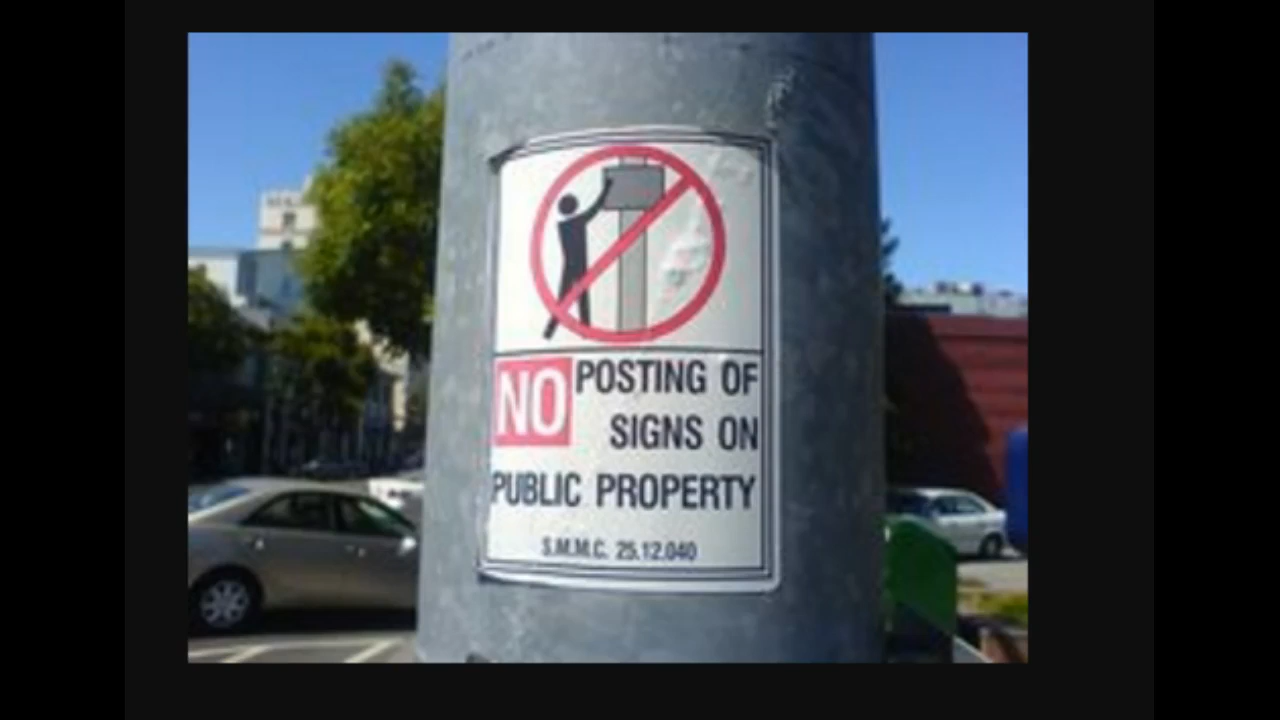 NO POSTING OF
SIGNS ON
PUBLIC PROPERTY
S.M.M.C. 25.12.040